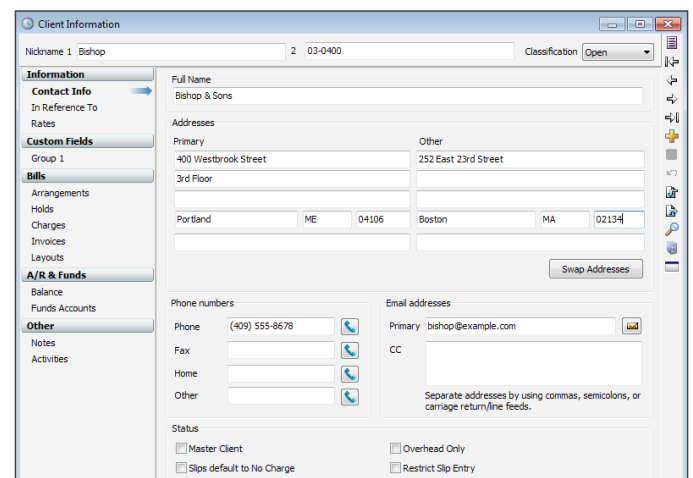 Client Information
Nickname 1 Bishop 2 03-0400 Classification Open
Information
Contact Info
In Reference To
Rates
Custom Fields
Group 1
Bills
Arrangements
Holds
Charges
Invoices
Layouts
A/R & Funds
Balance
Funds Accounts
Other
Notes
Activities
Full Name
Bishop & Sons
Addresses
Primary Other
400 Westbrook Street 252 East 23rd Street
3rd Floor
Portland ME 04106 Boston MA 02134
Swap Addresses
Phone numbers
Phone (409) 555-8678
Fax
Home
Other
Email addresses
Primary bishop@example.com
CC
Separate addresses by using commas, semicolons, or
carriage return/line feeds.
Status
Master Client Overhead Only
Slips default to No Charge Restrict Slip Entry